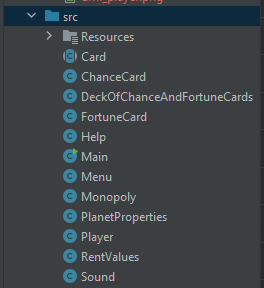 src
Resources
Card
ChanceCard
DeckOfChanceAndFortuneCards
FortuneCard
Help
Main
Menu
Monopoly
PlanetProperties
Player
RentValues
Sound